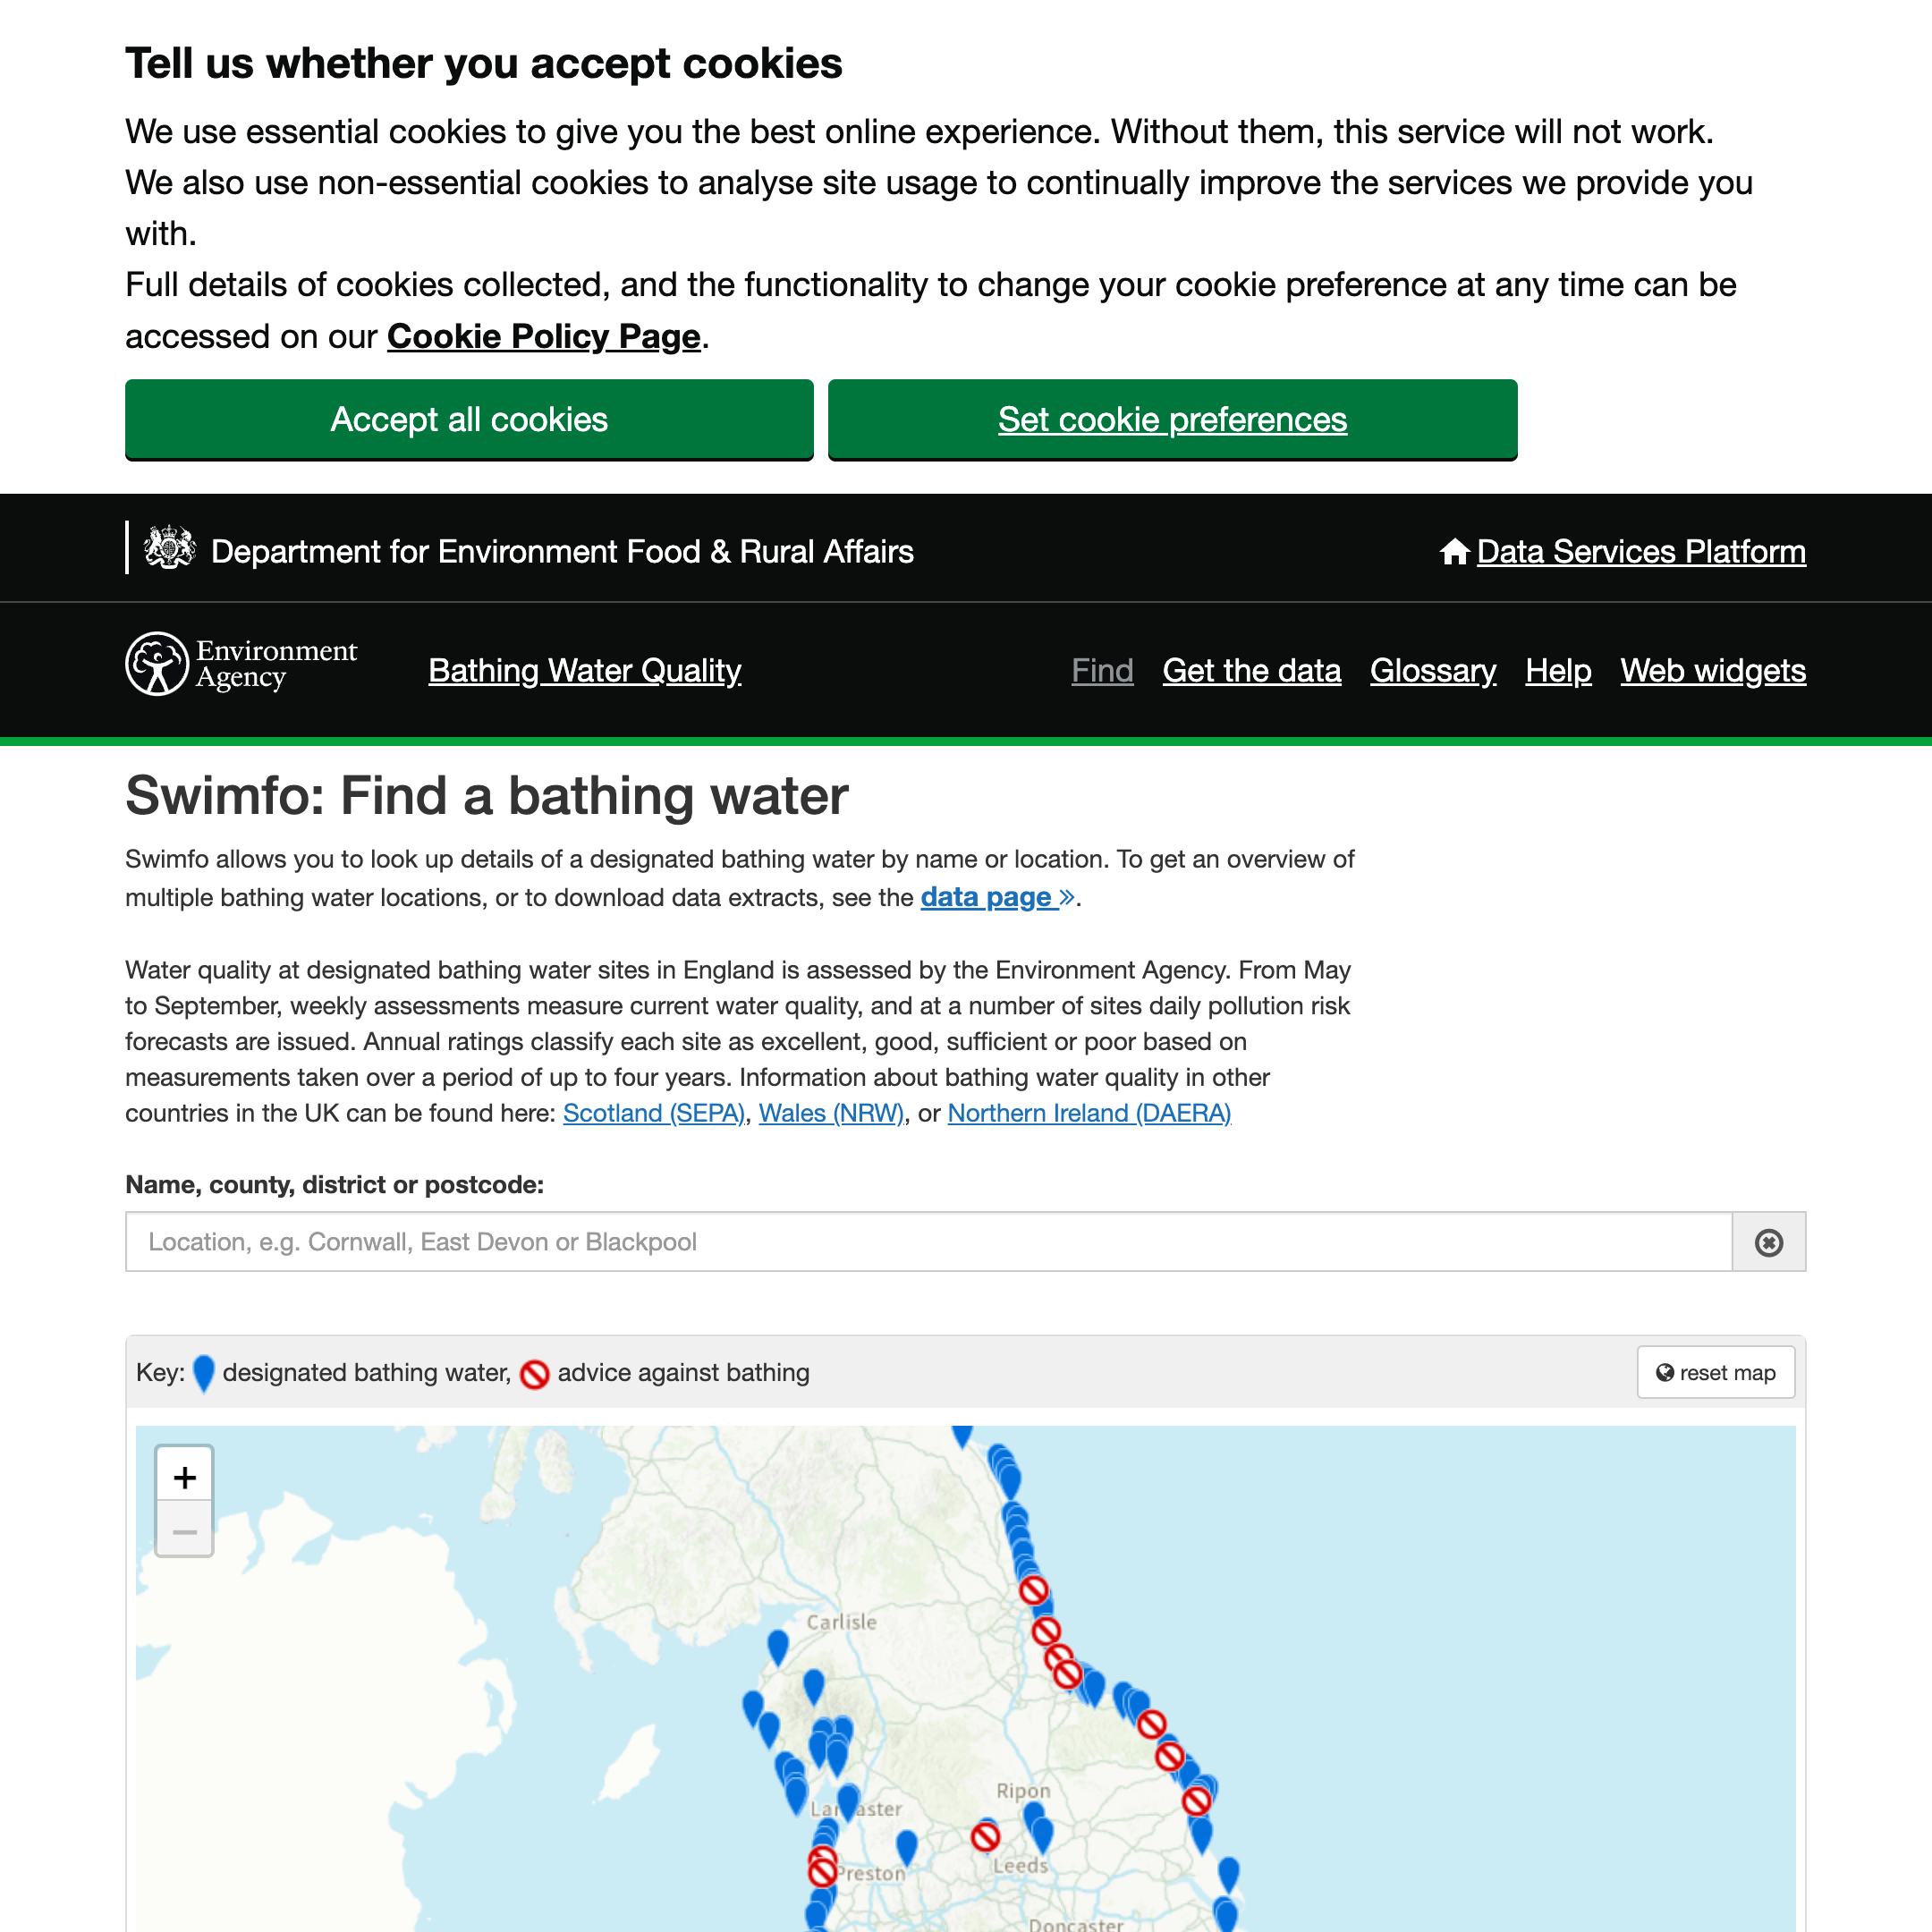 Tell us whether you accept cookies
We use essential cookies to give you the best online experience. Without them, this service will not work.
We also use non-essential cookies to analyse site usage to continually improve the services we provide you
with.
Full details of cookies collected, and the functionality to change your cookie preference at any time can be
accessed on our Cookie Policy Page.
Accept all cookies
Set cookie preferences
Department for Environment Food & Rural Affairs
Data Services Platform
Environment
Agency
Bathing Water Quality
Find
Get the data
Glossary
Help
Web widgets
Swimfo: Find a bathing water
Swimfo allows you to look up details of a designated bathing water by name or location. To get an overview of
multiple bathing water locations, or to download data extracts, see the data page ».
Water quality at designated bathing water sites in England is assessed by the Environment Agency. From May
to September, weekly assessments measure current water quality, and at a number of sites daily pollution risk
forecasts are issued. Annual ratings classify each site as excellent, good, sufficient or poor based on
measurements taken over a period of up to four years. Information about bathing water quality in other
countries in the UK can be found here: Scotland (SEPA), Wales (NRW), or Northern Ireland (DAERA)
Name, county, district or postcode:
Location, e.g. Cornwall, East Devon or Blackpool
Key: designated bathing water, advice against bathing
reset map
+
−
Carlisle
Ripon
Lancaster
Leeds
Preston
Doncaster